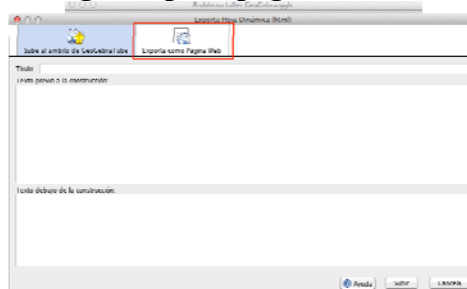 Exporta Hoja Dinámica (html)
Sube al ámbito de GeoGebraTube
Exporta como Página Web
Título:
Texto previo a la construcción:
Texto debajo de la construcción:
Ayuda
Subir
Cancela